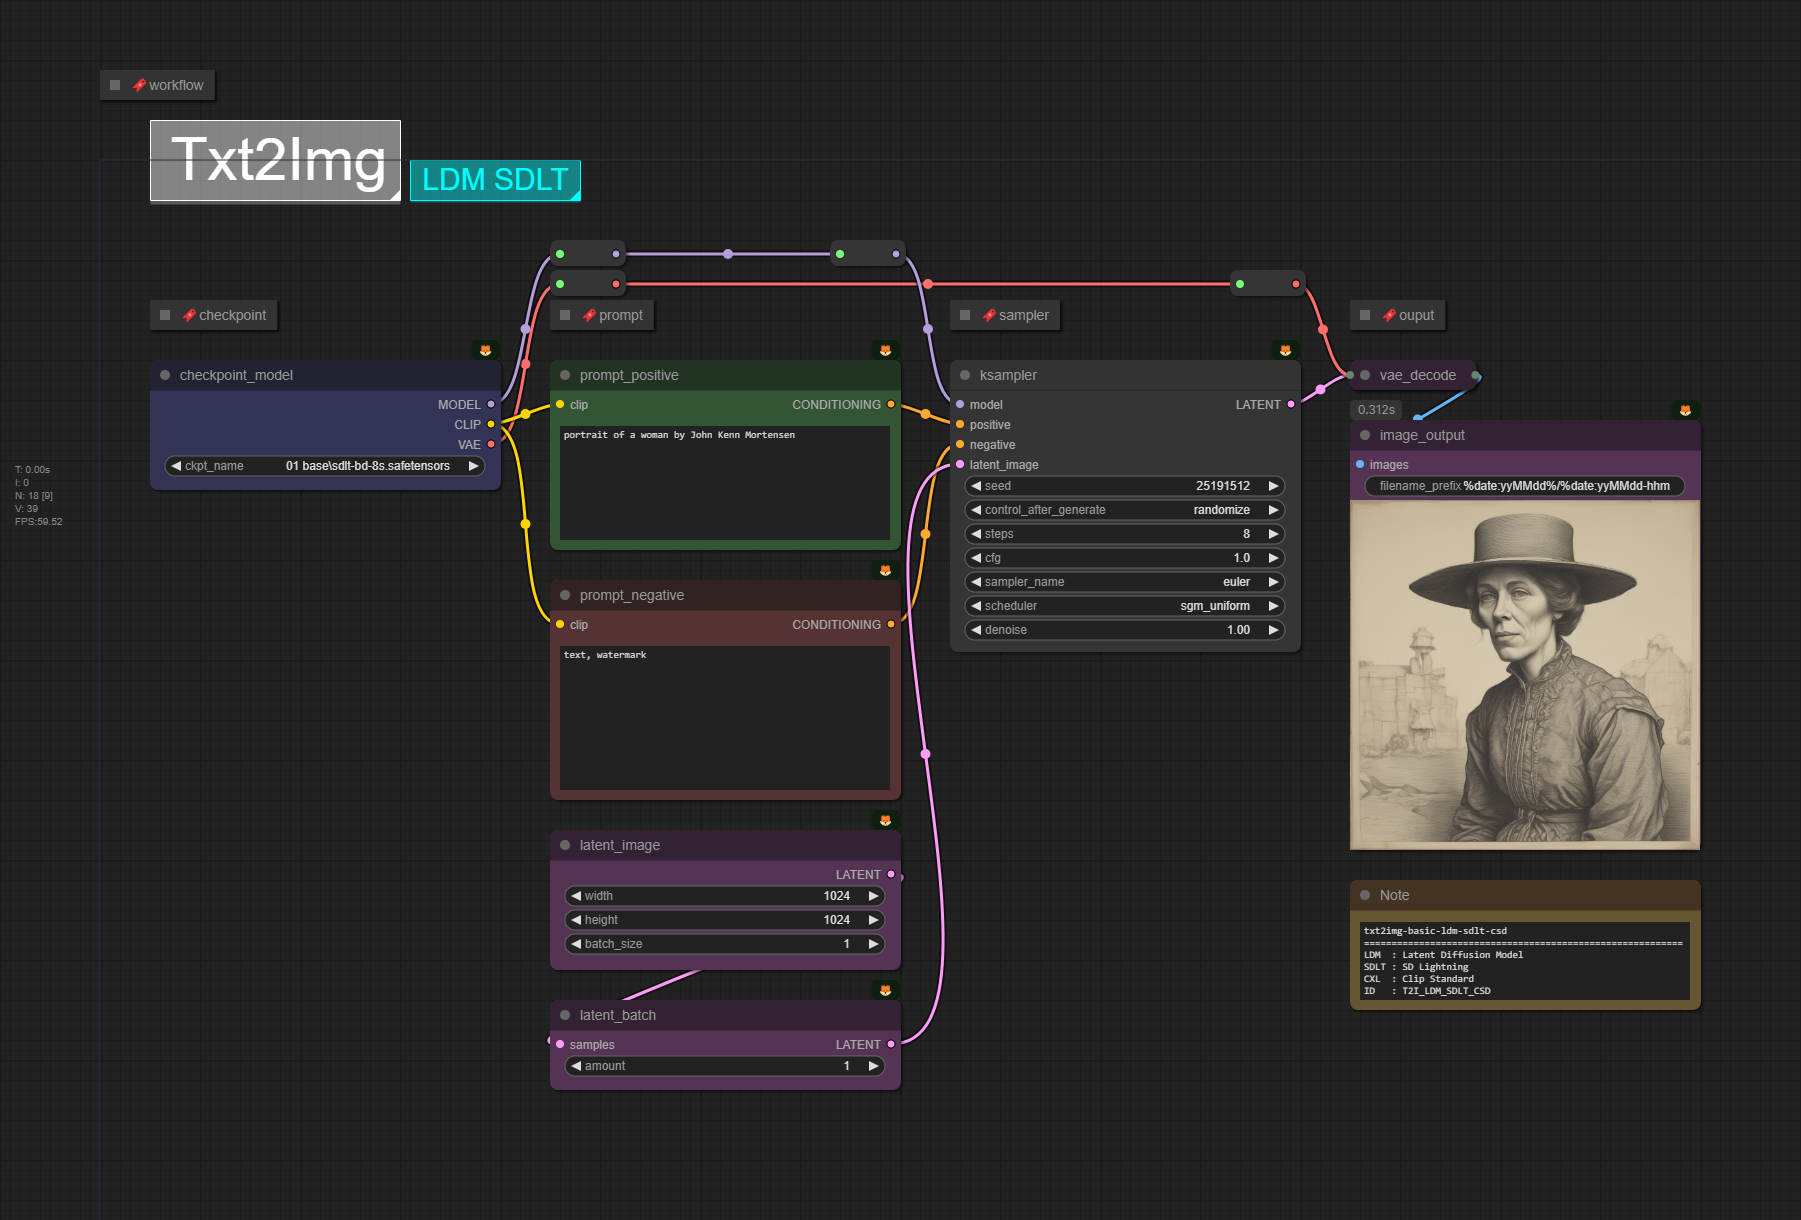 workflow
Txt2Img
LDM SDLT
checkpoint
prompt
sampler
ouput
checkpoint_model
MODEL
CLIP
VAE
ckpt_name 01 base\sdlt-bd-8s.safetensors
T: 0.00s
I: 0
N: 18 [9]
V: 39
FPS:59.52
prompt_positive
clip CONDITIONING
portrait of a woman by John Kenn Mortensen
prompt_negative
clip CONDITIONING
text, watermark
latent_image
LATENT
width 1024
height 1024
batch_size 1
latent_batch
samples LATENT
amount 1
ksampler
model LATENT
positive
negative
latent_image
seed 25191512
control_after_generate randomize
steps 8
cfg 1.0
sampler_name euler
scheduler sgm_uniform
denoise 1.00
vae_decode
0.312s
image_output
images
filename_prefix %date:yyMMdd%/%date:yyMMdd-hhm
Note
txt2img-basic-ldm-sdlt-csd
==========================================================
LDM : Latent Diffusion Model
SDLT : SD Lightning
CXL : Clip Standard
ID : T2I_LDM_SDLT_CSD